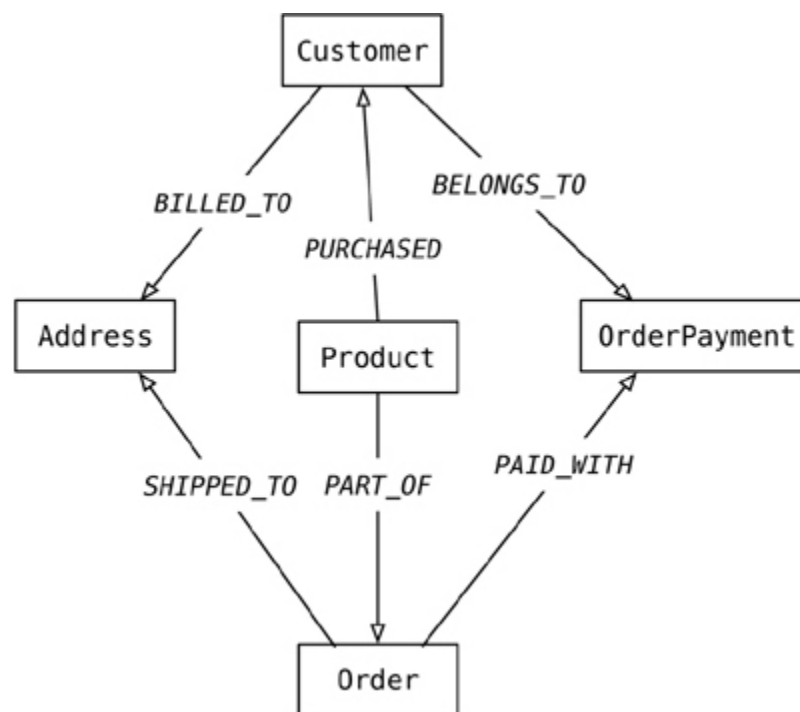 Customer
BELONGS_TO
BILLED_TO
PURCHASED
Address
Product
OrderPayment
SHIPPED_TO
PART_OF
PAID_WITH
Order